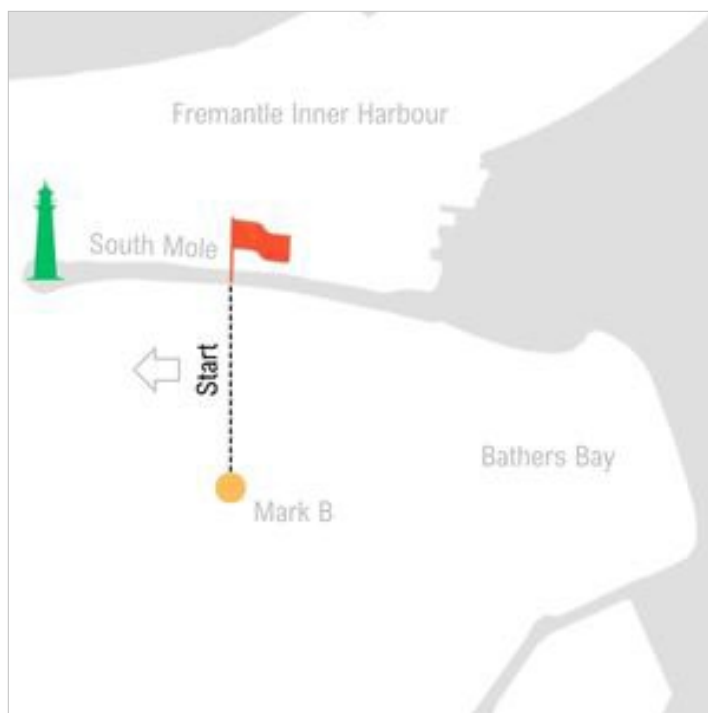 Fremantle Inner Harbour
South Mole
Start
Bathers Bay
Mark B